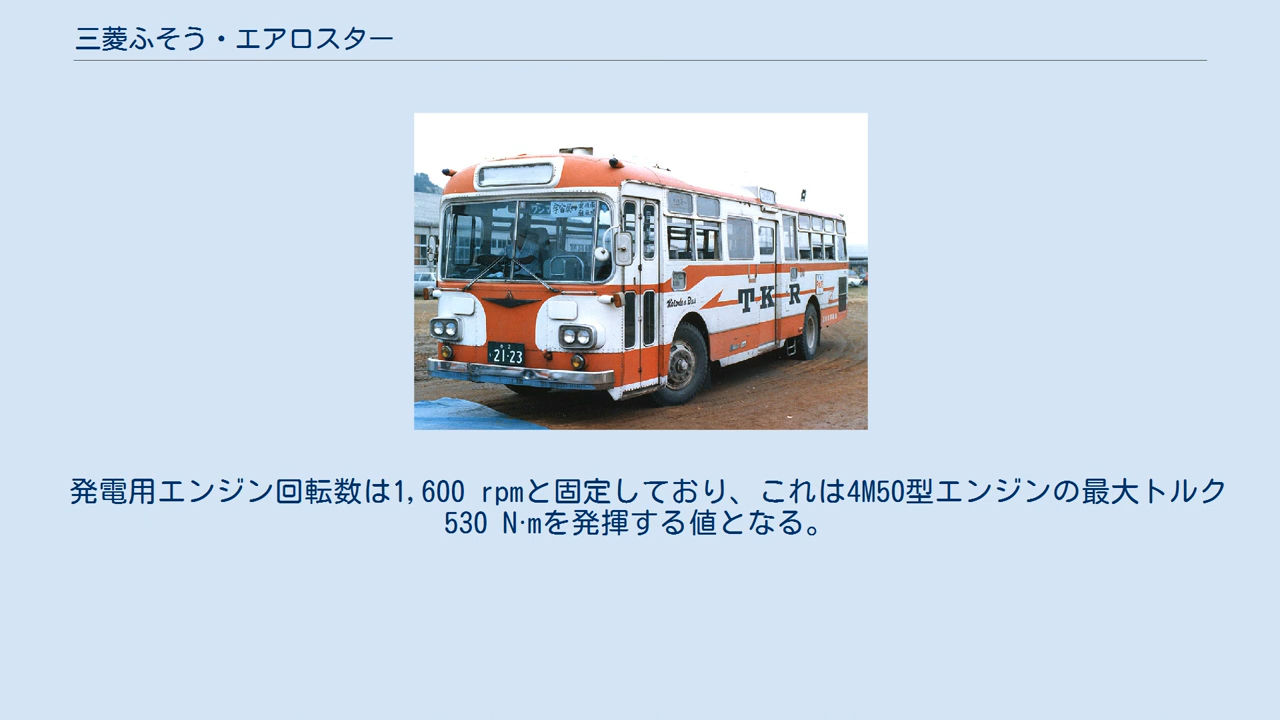 三菱ふそう・エアロスター
TKR
21-23
発電用エンジン回転数は1,600 rpmと固定しており、これは4M50型エンジンの最大トルク
530 N·mを発揮する値となる。